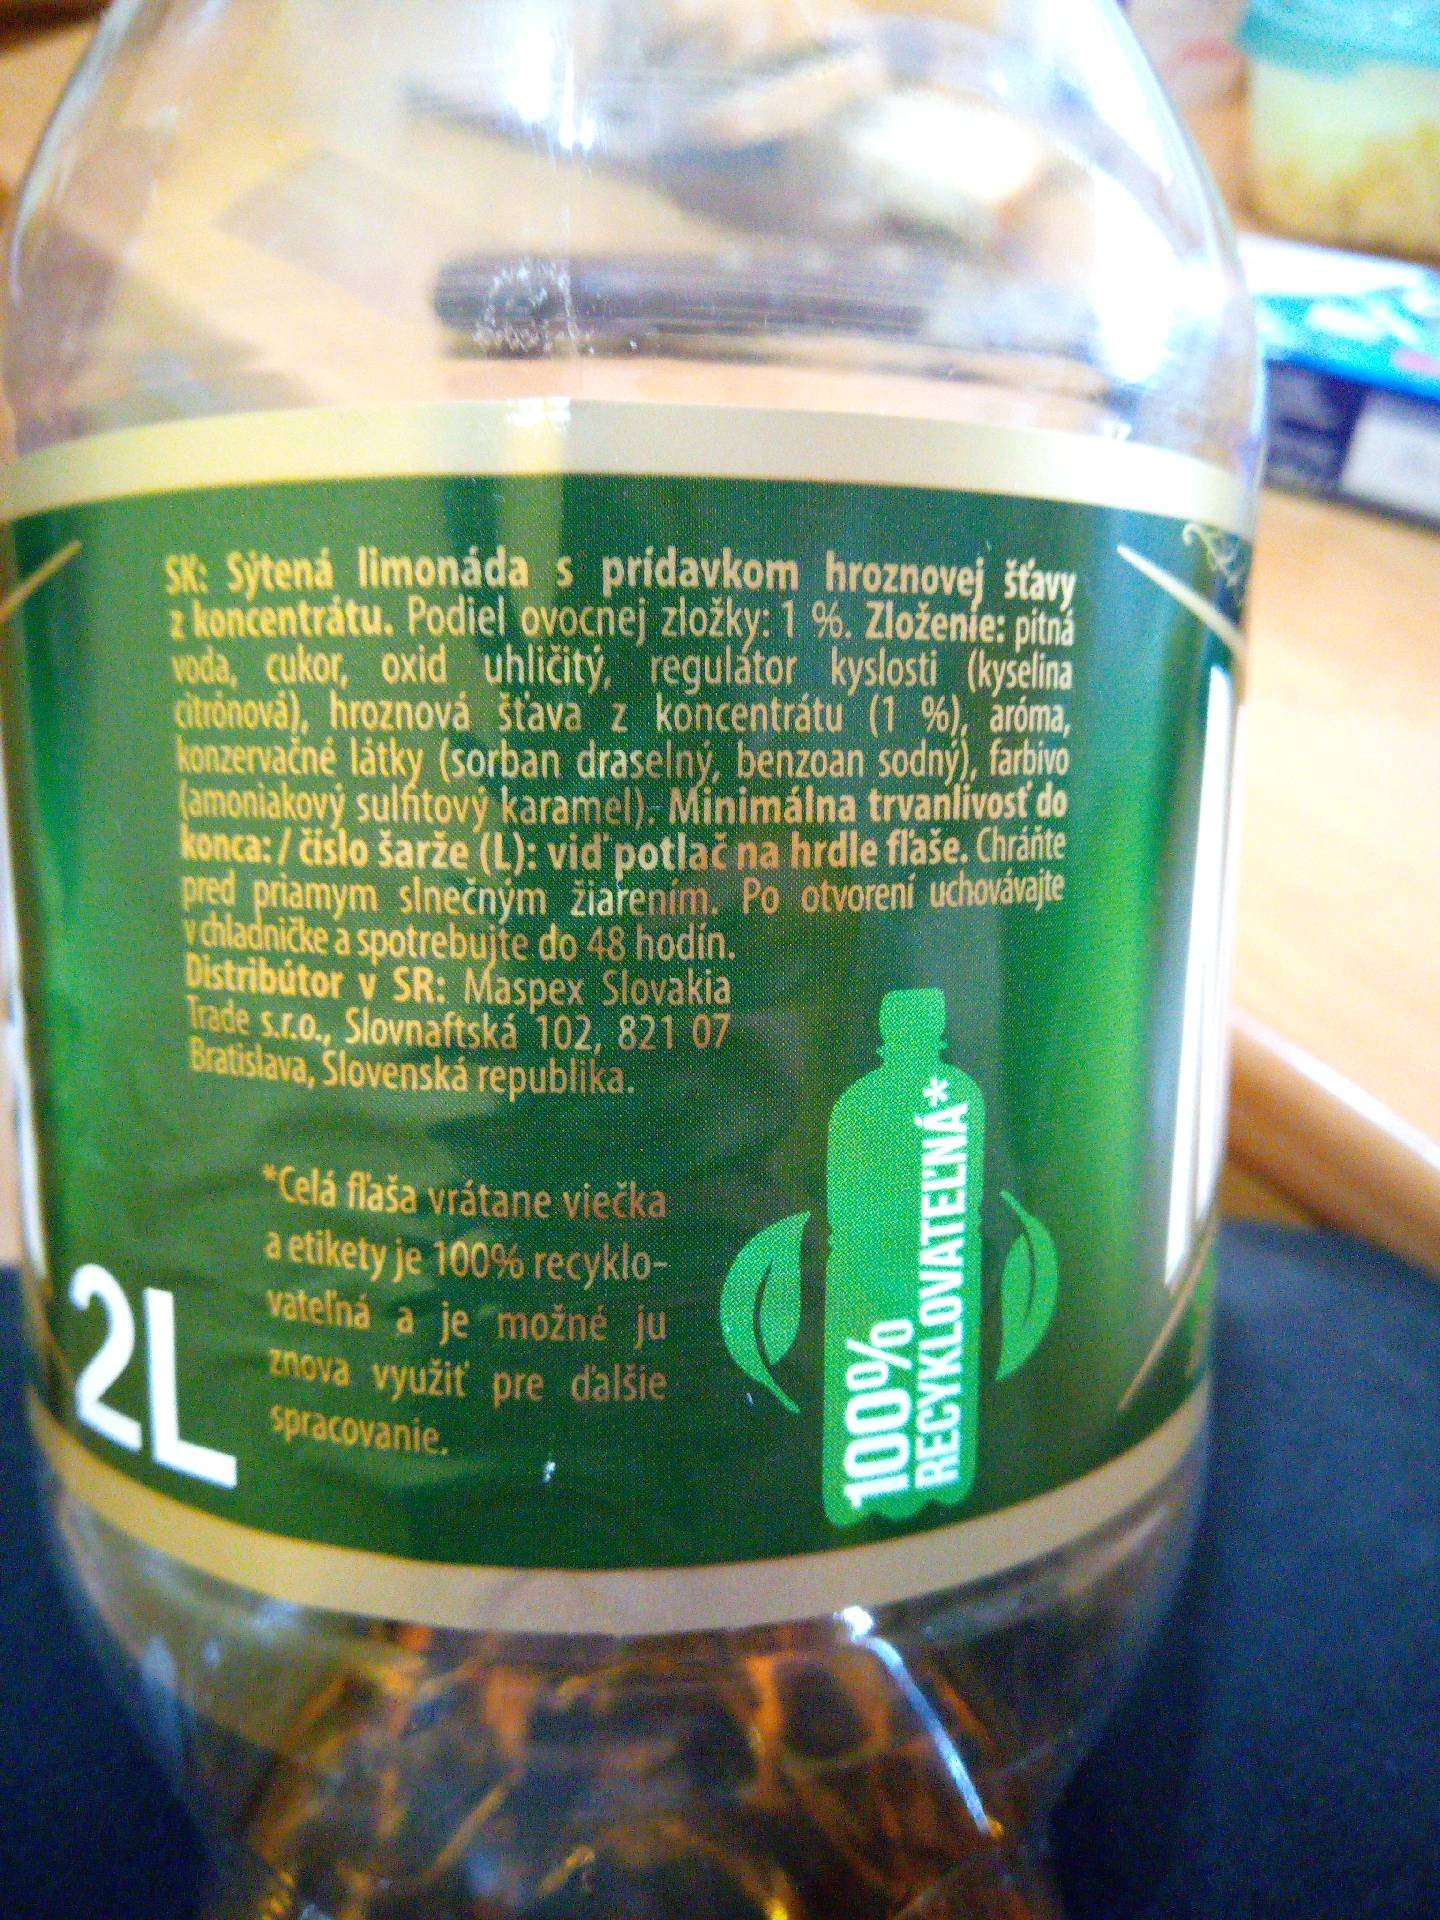 SK: Sýtená limonáda s prídavkom hroznovej šťavy
z koncentrátu. Podiel ovocnej zložky: 1 %. Zloženie: pitná
voda, cukor, oxid uhličitý, regulátor kyslosti (kyselina
citrónová), hroznová šťava z koncentrátu (1 %), aróma,
konzervačné látky (sorban draselný, benzoan sodný), farbivo
(amoniakový sulfitový karamel). Minimálna trvanlivosť do
konca: / číslo šarže (L): viď potlač na hrdle fľaše. Chráňte
pred priamym slnečným žiarením. Po otvorení uchovávajte
v chladničke a spotrebujte do 48 hodín.
Distribútor v SR: Maspex Slovakia
Trade s.r.o., Slovnaftská 102, 821 07
Bratislava, Slovenská republika.
*Celá fľaša vrátane viečka
a etikety je 100% recyklo-
vateľná a je možné ju
znova využiť pre ďalšie
spracovanie.
2L
100%
RECYKLOVATEĽNÁ*